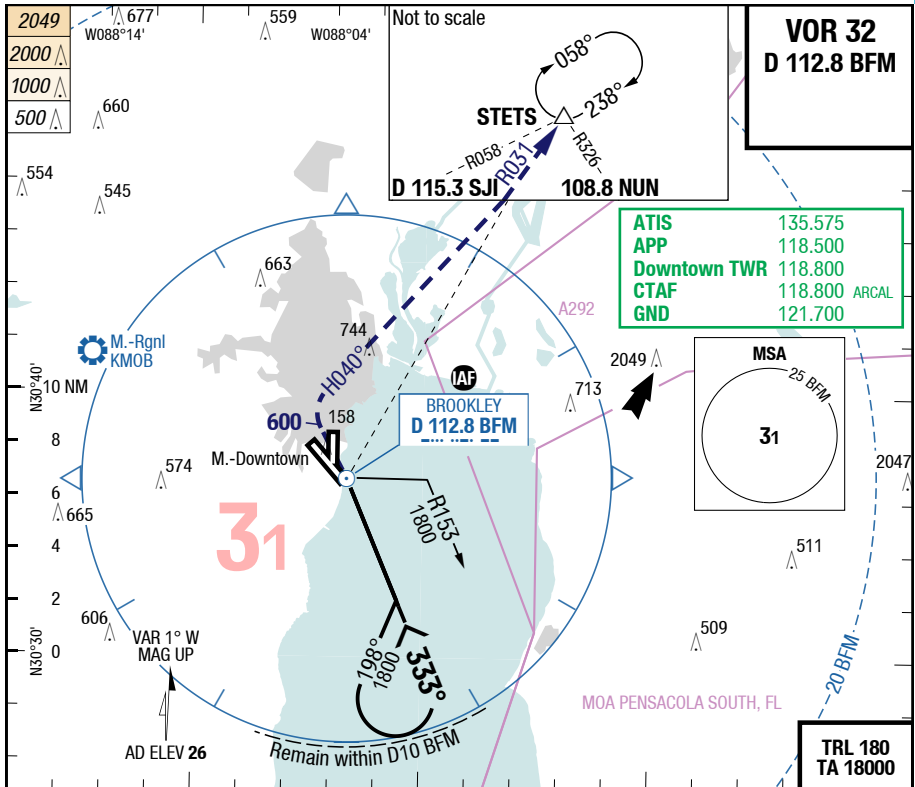 2049
2000
1000
500
677
W088°14'
559
W088°04'
660
554
545
Not to scale
058°
238°
STETS
R058
R031
R326
D 115.3 SJI
108.8 NUN
VOR 32
D 112.8 BFM
ATIS 135.575
APP 118.500
Downtown TWR 118.800
CTAF 118.800 ARCAL
GND 121.700
663
744
A292
M.-Rgnl
KMOB
H040°
N30°40'
10 NM
8
6
4
2
0
N30°30'
IAF
BROOKLEY
D 112.8 BFM
600
158
M.-Downtown
713
2049
MSA
25 BFM
31
2047
574
665
31
R153
1800
511
509
606
VAR 1° W
MAG UP
AD ELEV 26
198°
1800
333°
Remain within D10 BFM
20 BFM
MOA PENSACOLA SOUTH, FL
TRL 180
TA 18000